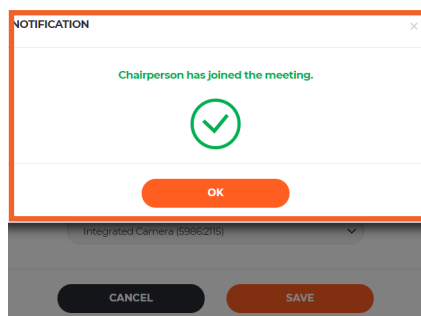 NOTIFICATION ×
Chairperson has joined the meeting.
OK
Integrated Camera (5986:2115)
CANCEL SAVE